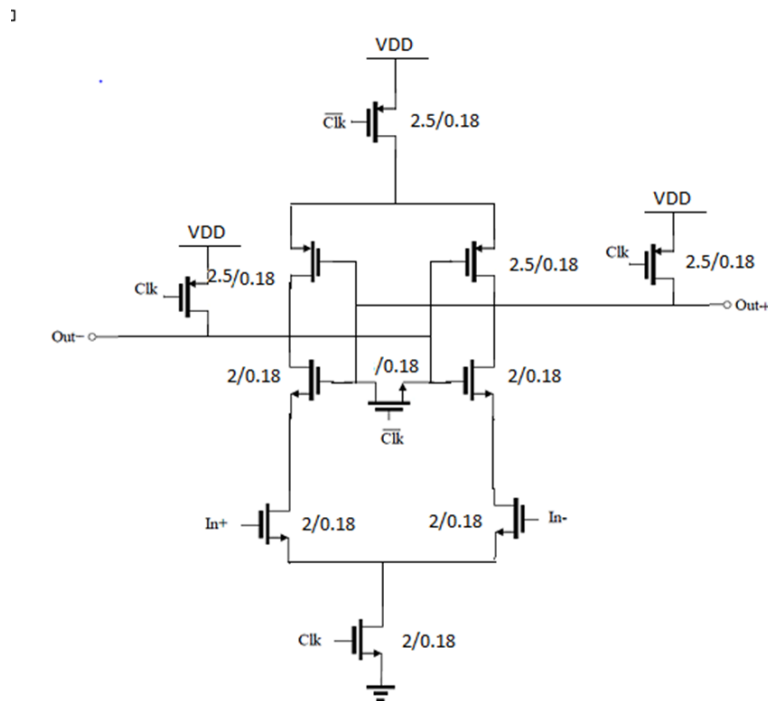 VDD
C̅l̅k̅
2.5/0.18
VDD
VDD
2.5/0.18
Clk
2.5/0.18
Clk
2.5/0.18
Out+
Out−
/0.18
2/0.18
2/0.18
C̅l̅k̅
In+
2/0.18
2/0.18
In-
Clk
2/0.18